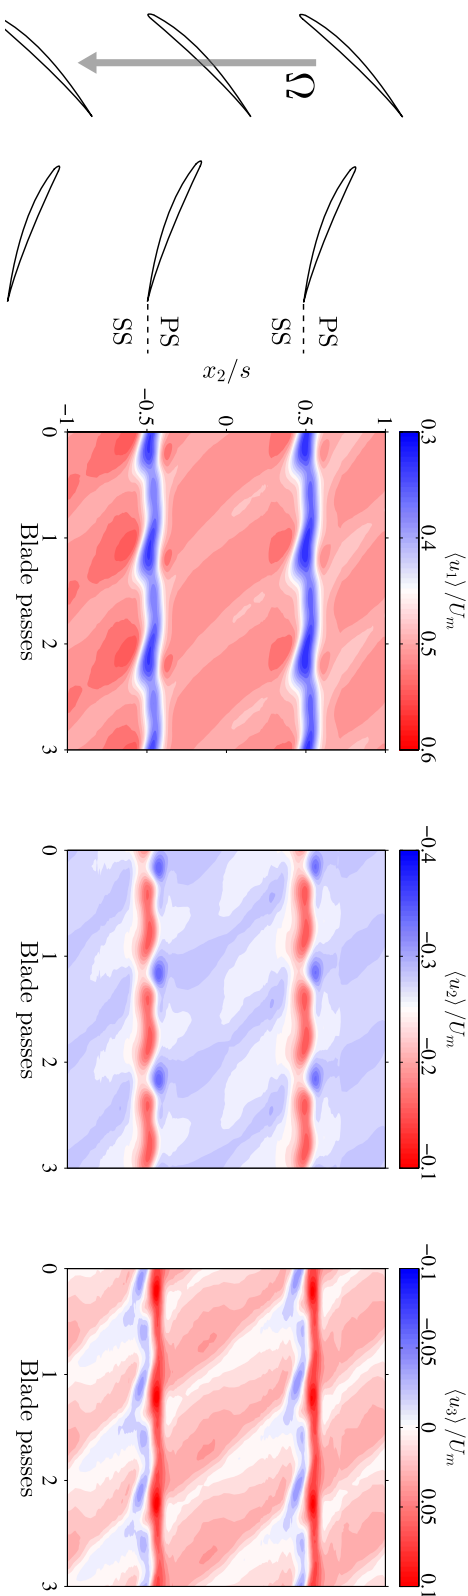 Ω
PS
SS
PS
SS
x₂/s
1
0.5
0
−0.5
−1
⟨u₁⟩/Uₘ
0.3 0.4 0.5 0.6
0 1 2 3
Blade passes
⟨u₂⟩/Uₘ
−0.4 −0.3 −0.2 −0.1
0 1 2 3
Blade passes
⟨u₃⟩/Uₘ
−0.1 −0.05 0 0.05 0.1
0 1 2 3
Blade passes